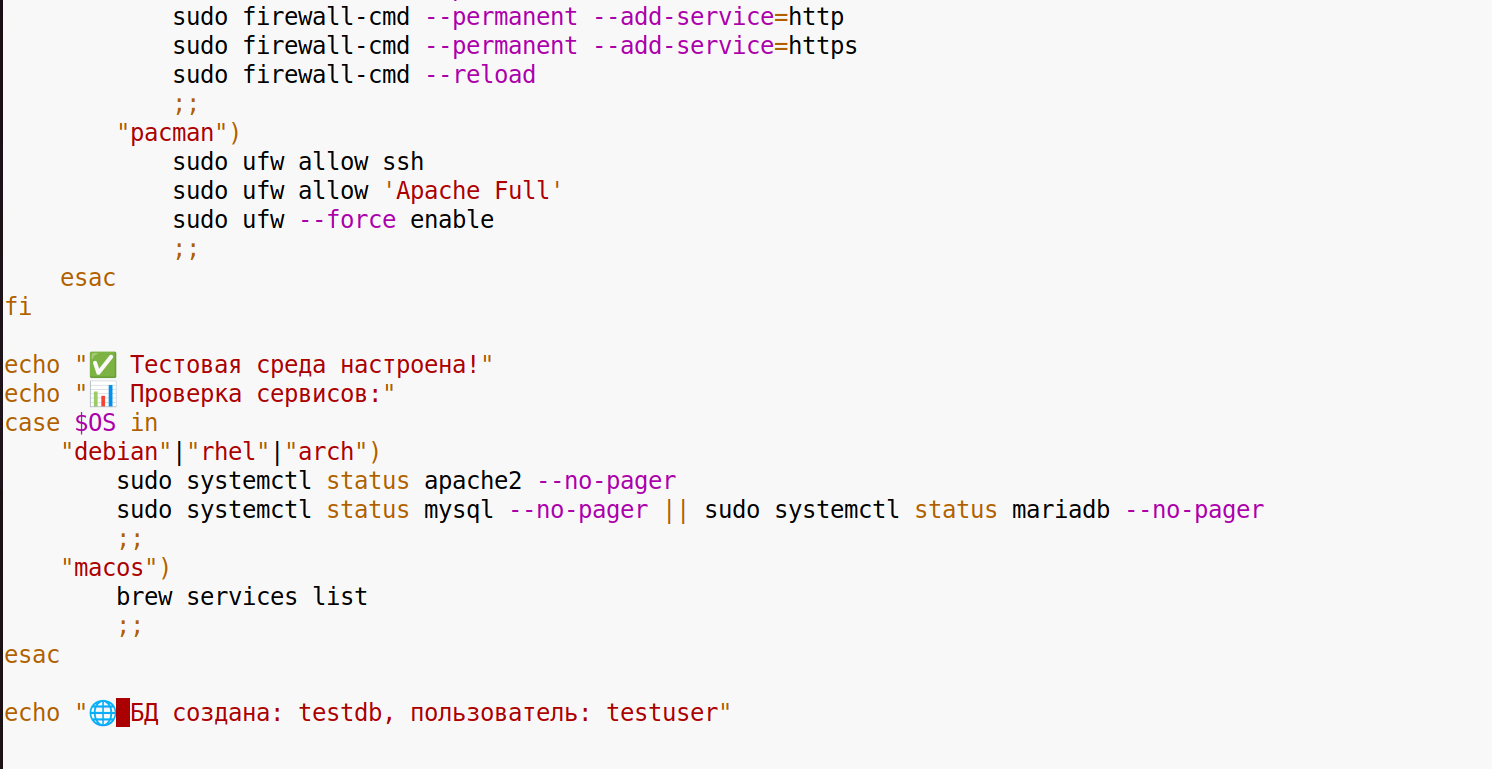 sudo firewall-cmd --permanent --add-service=http
            sudo firewall-cmd --permanent --add-service=https
            sudo firewall-cmd --reload
            ;;
        "pacman")
            sudo ufw allow ssh
            sudo ufw allow 'Apache Full'
            sudo ufw --force enable
            ;;
    esac
fi

echo "✅ Тестовая среда настроена!"
echo "📊 Проверка сервисов:"
case $OS in
    "debian"|"rhel"|"arch")
        sudo systemctl status apache2 --no-pager
        sudo systemctl status mysql --no-pager || sudo systemctl status mariadb --no-pager
        ;;
    "macos")
        brew services list
        ;;
esac

echo "🌐 БД создана: testdb, пользователь: testuser"